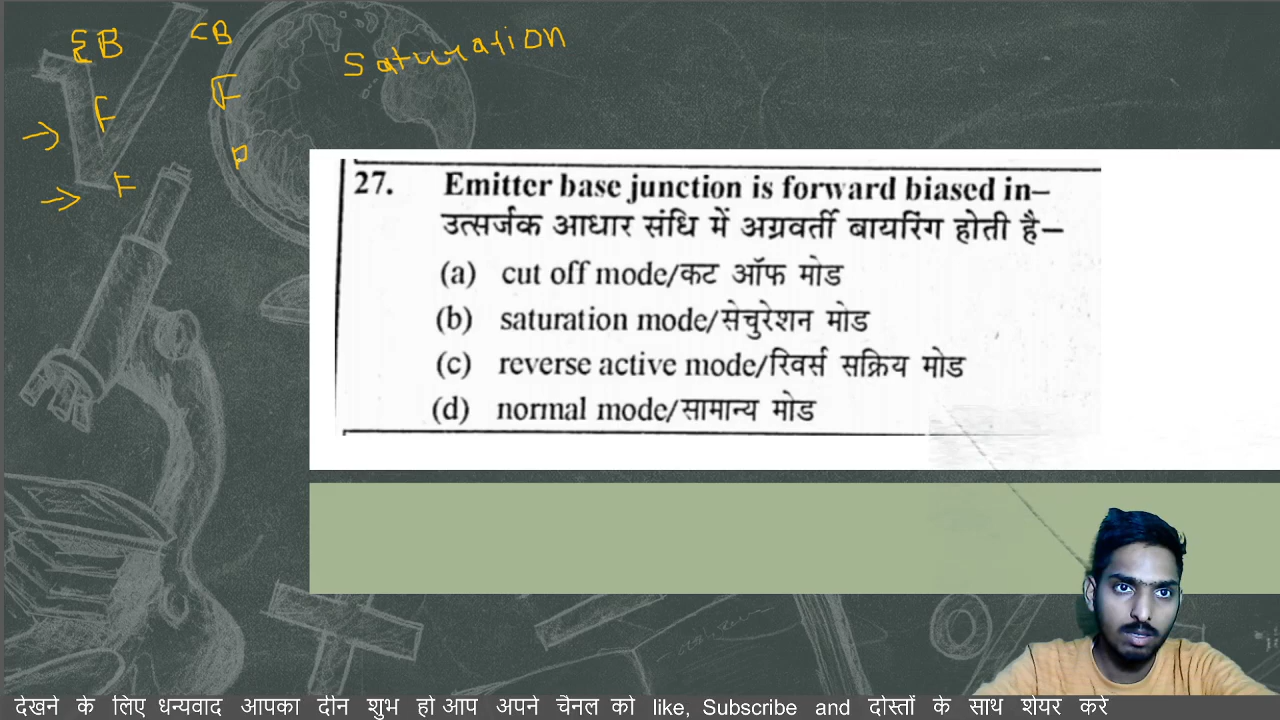 EB
CB
Saturation
F
F
→
→ F
R
27. Emitter base junction is forward biased in–
उत्सर्जक आधार संधि में अग्रवर्ती बायरिंग होती है–
(a) cut off mode/कट ऑफ मोड
(b) saturation mode/सेचुरेशन मोड
(c) reverse active mode/रिवर्स सक्रिय मोड
(d) normal mode/सामान्य मोड
देखने के लिए धन्यवाद आपका दीन शुभ हो आप अपने चैनल को like, Subscribe and दोस्तों के साथ शेयर करे